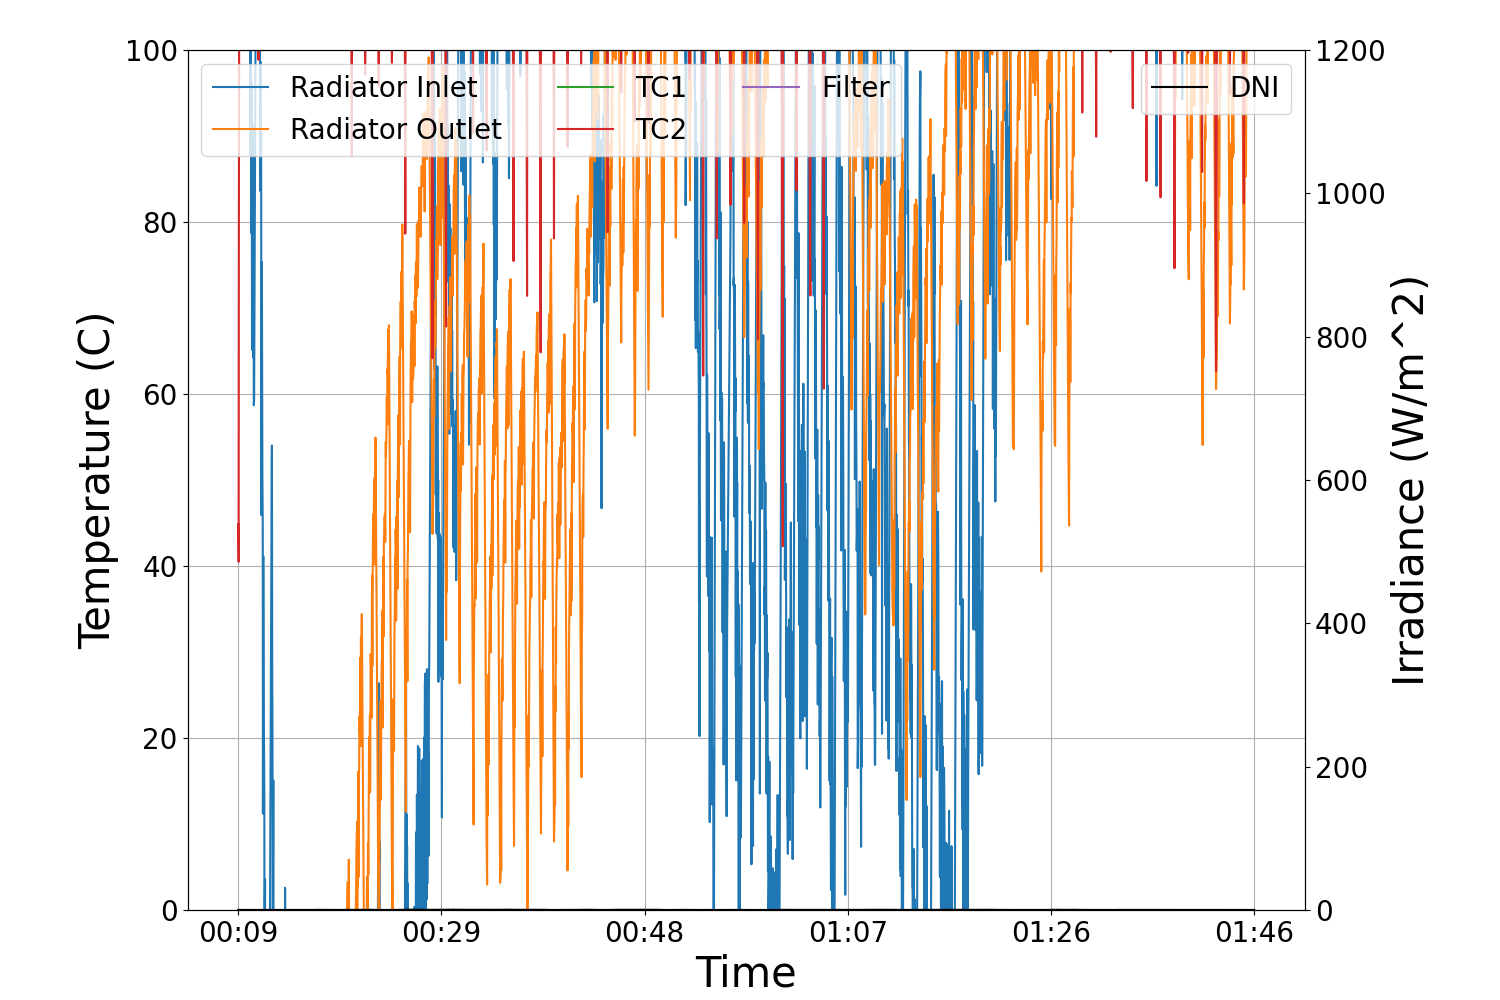 100
80
60
40
20
0
Temperature (C)
Radiator Inlet
Radiator Outlet
TC1
TC2
Filter
DNI
1200
1000
800
600
400
200
0
Irradiance (W/m^2)
00:09 00:29 00:48 01:07 01:26 01:46
Time